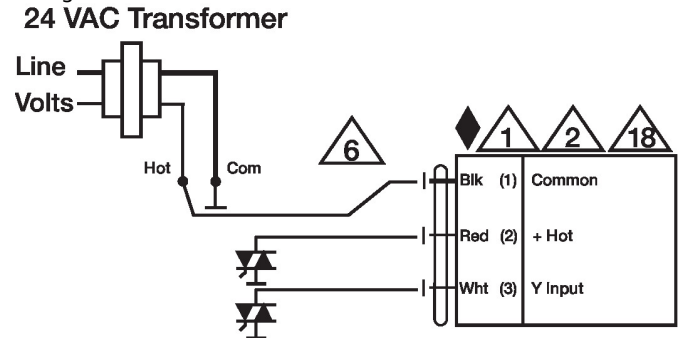 24 VAC Transformer
Line
Volts
Hot
Com
6
1
2
18
Blk (1) Common
Red (2) + Hot
Wht (3) Y Input